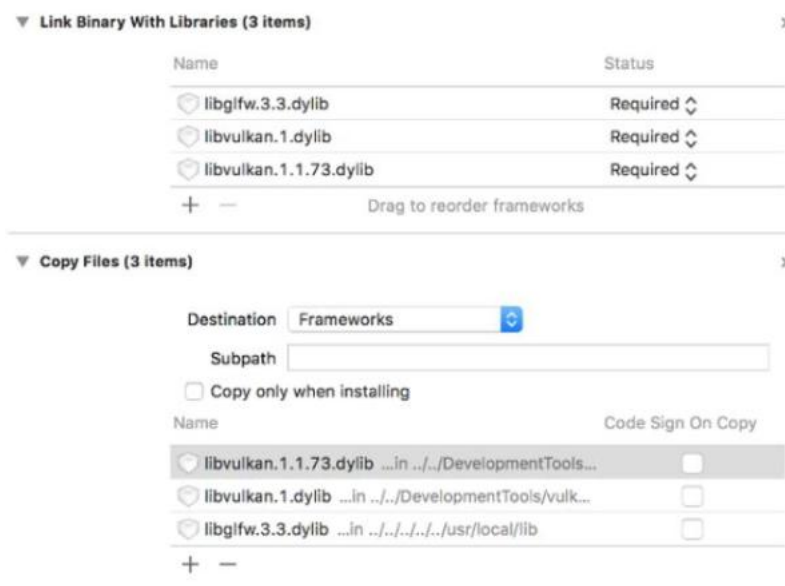 Link Binary With Libraries (3 items)
Name Status
libglfw.3.3.dylib Required
libvulkan.1.dylib Required
libvulkan.1.1.73.dylib Required
+ − Drag to reorder frameworks
Copy Files (3 items)
Destination Frameworks
Subpath
Copy only when installing
Name Code Sign On Copy
libvulkan.1.1.73.dylib ...in ../../DevelopmentTools...
libvulkan.1.dylib ...in ../../DevelopmentTools/vulk...
libglfw.3.3.dylib ...in ../../../../../usr/local/lib
+ −